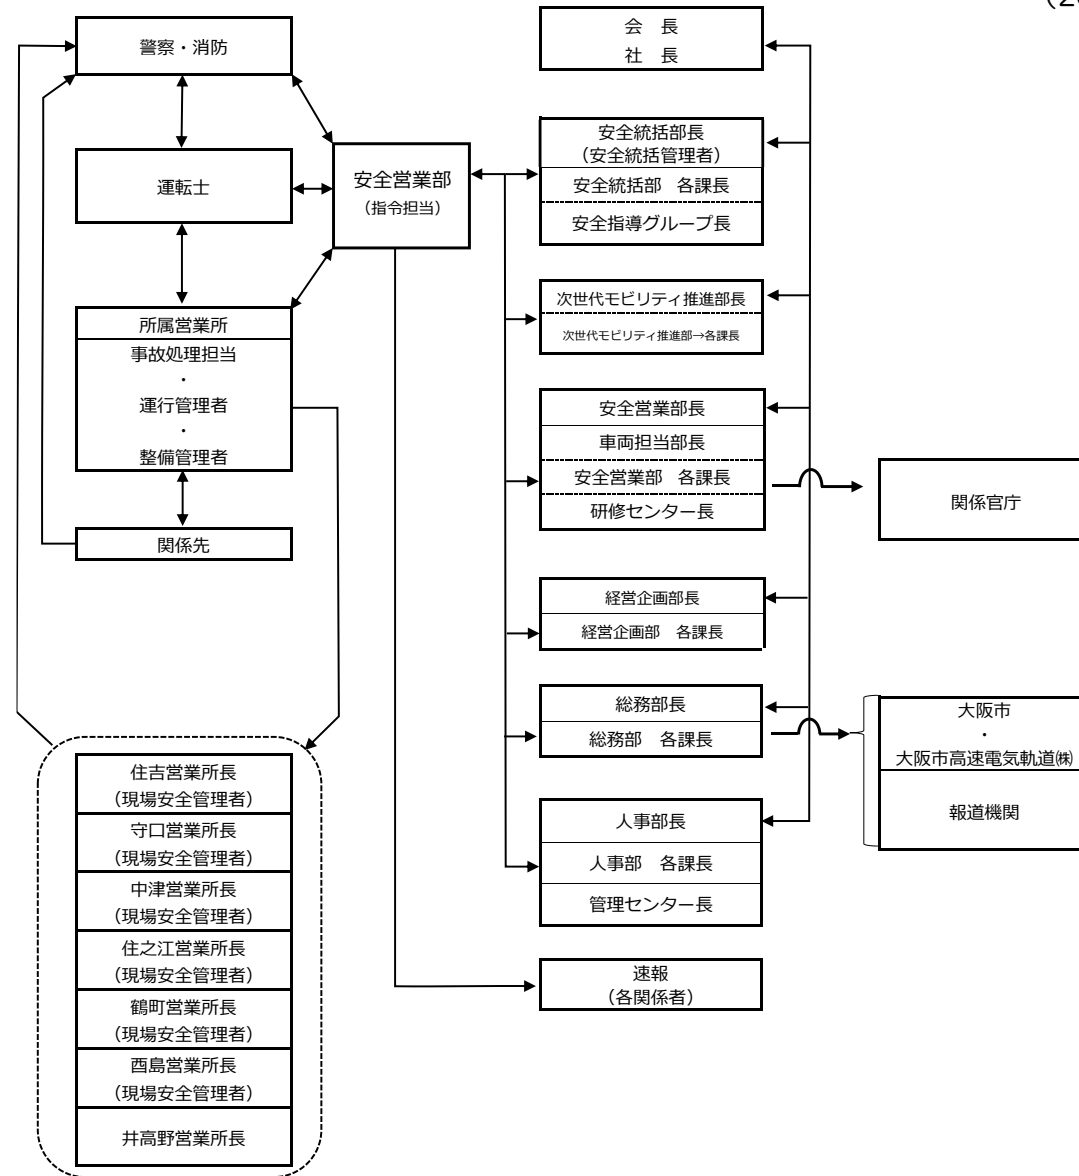 （2
警察・消防
会　長
社　長
安全統括部長
（安全統括管理者）
安全統括部　各課長
安全指導グループ長
運転士
安全営業部
（指令担当）
次世代モビリティ推進部長
次世代モビリティ推進部→各課長
所属営業所
事故処理担当
・
運行管理者
・
整備管理者
関係先
安全営業部長
車両担当部長
安全営業部　各課長
研修センター長
関係官庁
経営企画部長
経営企画部　各課長
総務部長
総務部　各課長
大阪市
・
大阪市高速電気軌道㈱
報道機関
人事部長
人事部　各課長
管理センター長
速報
（各関係者）
住吉営業所長
（現場安全管理者）
守口営業所長
（現場安全管理者）
中津営業所長
（現場安全管理者）
住之江営業所長
（現場安全管理者）
鶴町営業所長
（現場安全管理者）
酉島営業所長
（現場安全管理者）
井高野営業所長